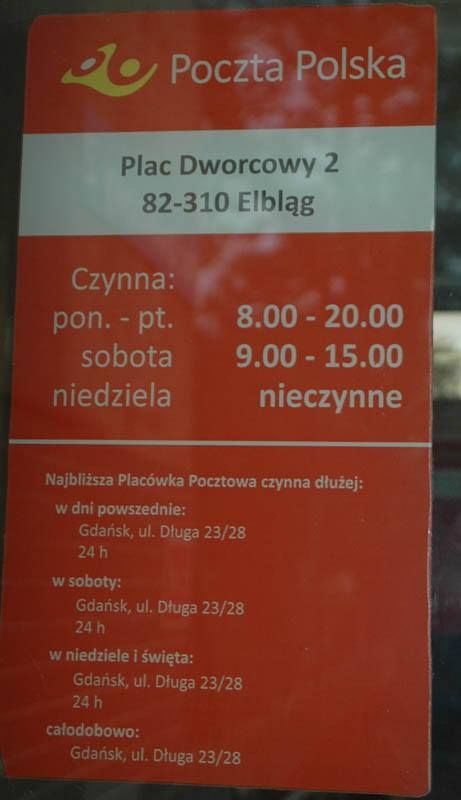 Poczta Polska
Plac Dworcowy 2
82-310 Elbląg
Czynna:
pon. - pt. 8.00 - 20.00
sobota 9.00 - 15.00
niedziela nieczynne
Najbliższa Placówka Pocztowa czynna dłużej:
w dni powszednie:
Gdańsk, ul. Długa 23/28
24 h
w soboty:
Gdańsk, ul. Długa 23/28
24 h
w niedziele i święta:
Gdańsk, ul. Długa 23/28
24 h
całodobowo:
Gdańsk, ul. Długa 23/28